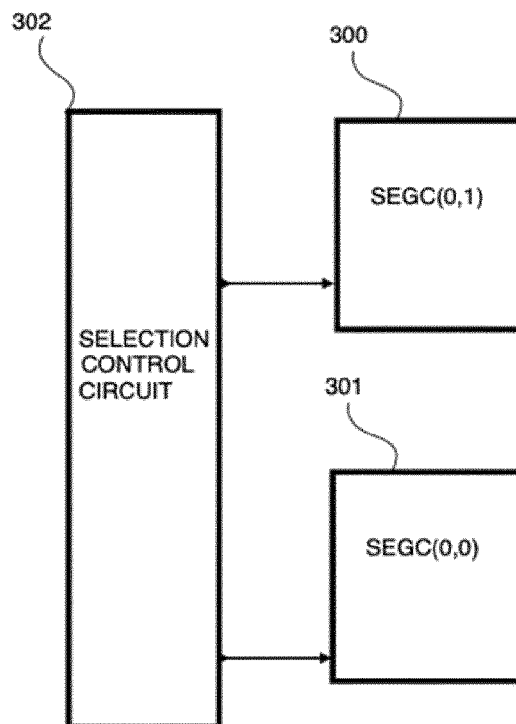 302
300
SEGC(0,1)
SELECTION
CONTROL
CIRCUIT
301
SEGC(0,0)